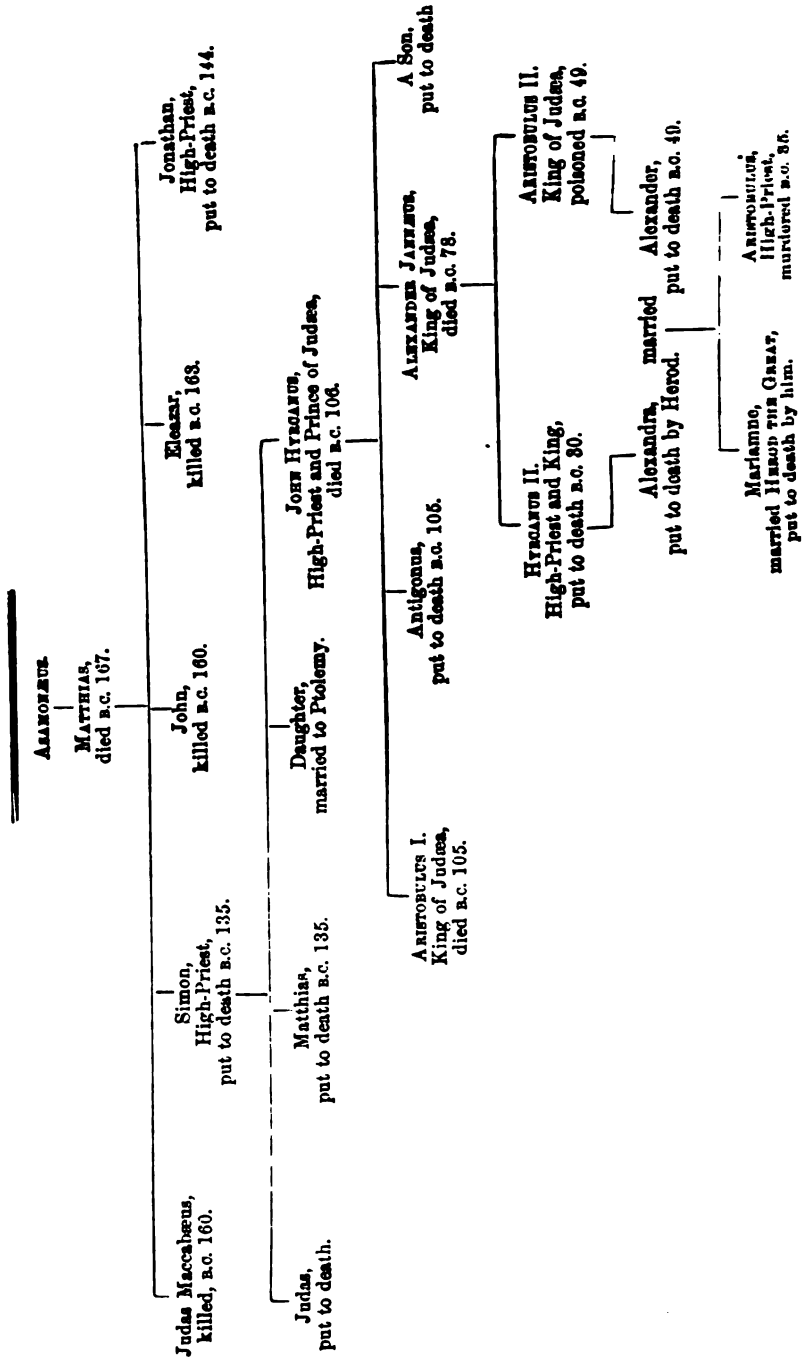 ASAMONÆUS.
MATTHIAS,
died B.C. 167.
Judas Maccabæus,
killed, B.C. 160.
Simon,
High-Priest,
put to death B.C. 135.
John,
killed B.C. 160.
Eleazar,
killed B.C. 163.
Jonathan,
High-Priest,
put to death B.C. 144.
Judas,
put to death.
Matthias,
put to death B.C. 135.
Daughter,
married to Ptolemy.
JOHN HYRCANUS,
High-Priest and Prince of Judæa,
died B.C. 106.
ARISTOBULUS I.
King of Judæa,
died B.C. 105.
Antigonus,
put to death B.C. 105.
ALEXANDER JANNÆUS,
King of Judæa,
died B.C. 78.
A Son,
put to death
HYRCANUS II.
High-Priest and King,
put to death B.C. 30.
ARISTOBULUS II.
King of Judæa,
poisoned B.C. 49.
Alexandra, married Alexander,
put to death by Herod. put to death B.C. 49.
Mariamne,
married HEROD THE GREAT,
put to death by him.
ARISTOBULUS,
High-Priest,
murdered B.C. 35.